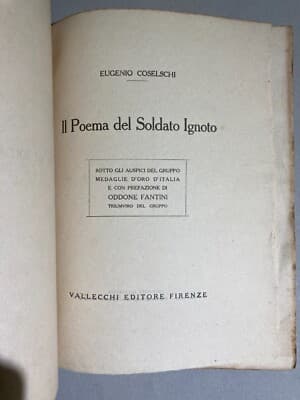 EUGENIO COSELSCHI
Il Poema del Soldato Ignoto
SOTTO GLI AUSPICI DEL GRUPPO
MEDAGLIE D'ORO D'ITALIA
E CON PREFAZIONE DI
ODDONE FANTINI
TRIUMVIRO DEL GRUPPO
VALLECCHI EDITORE FIRENZE